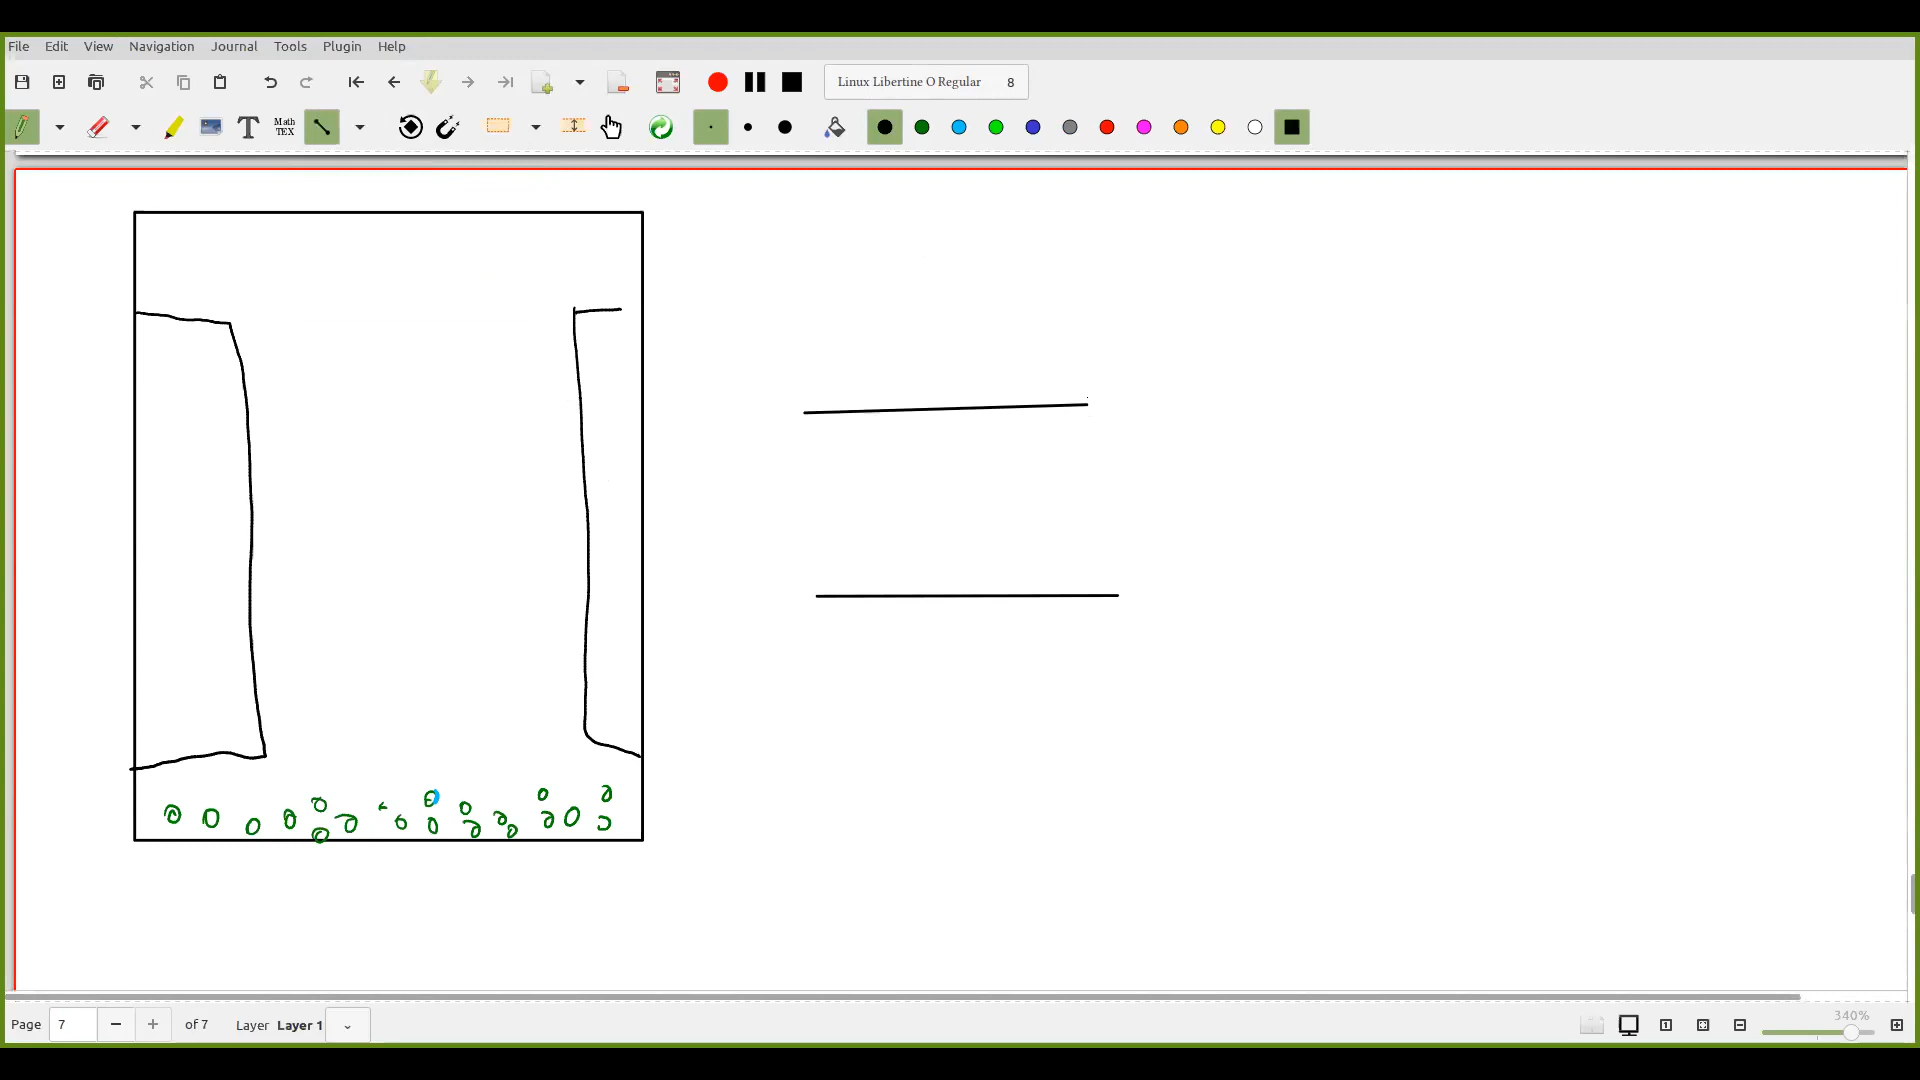 File Edit View Navigation Journal Tools Plugin Help
Linux Libertine O Regular 8
T Math TEX
Page 7 of 7 Layer Layer 1 340%